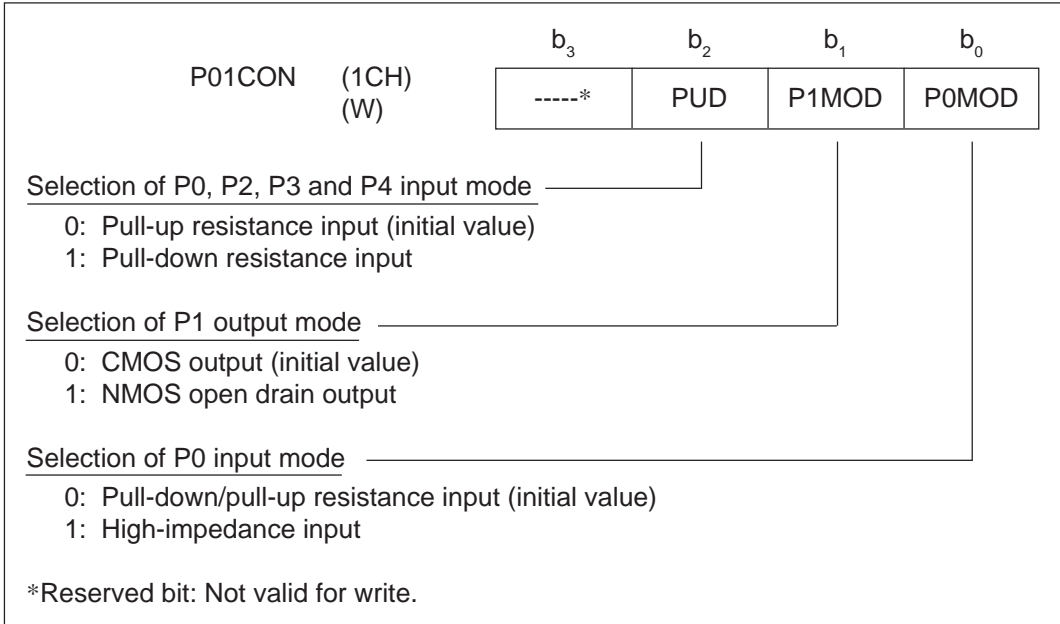 b3 b2 b1 b0
P01CON (1CH)
(W)
-----* PUD P1MOD P0MOD
Selection of P0, P2, P3 and P4 input mode
0: Pull-up resistance input (initial value)
1: Pull-down resistance input
Selection of P1 output mode
0: CMOS output (initial value)
1: NMOS open drain output
Selection of P0 input mode
0: Pull-down/pull-up resistance input (initial value)
1: High-impedance input
*Reserved bit: Not valid for write.